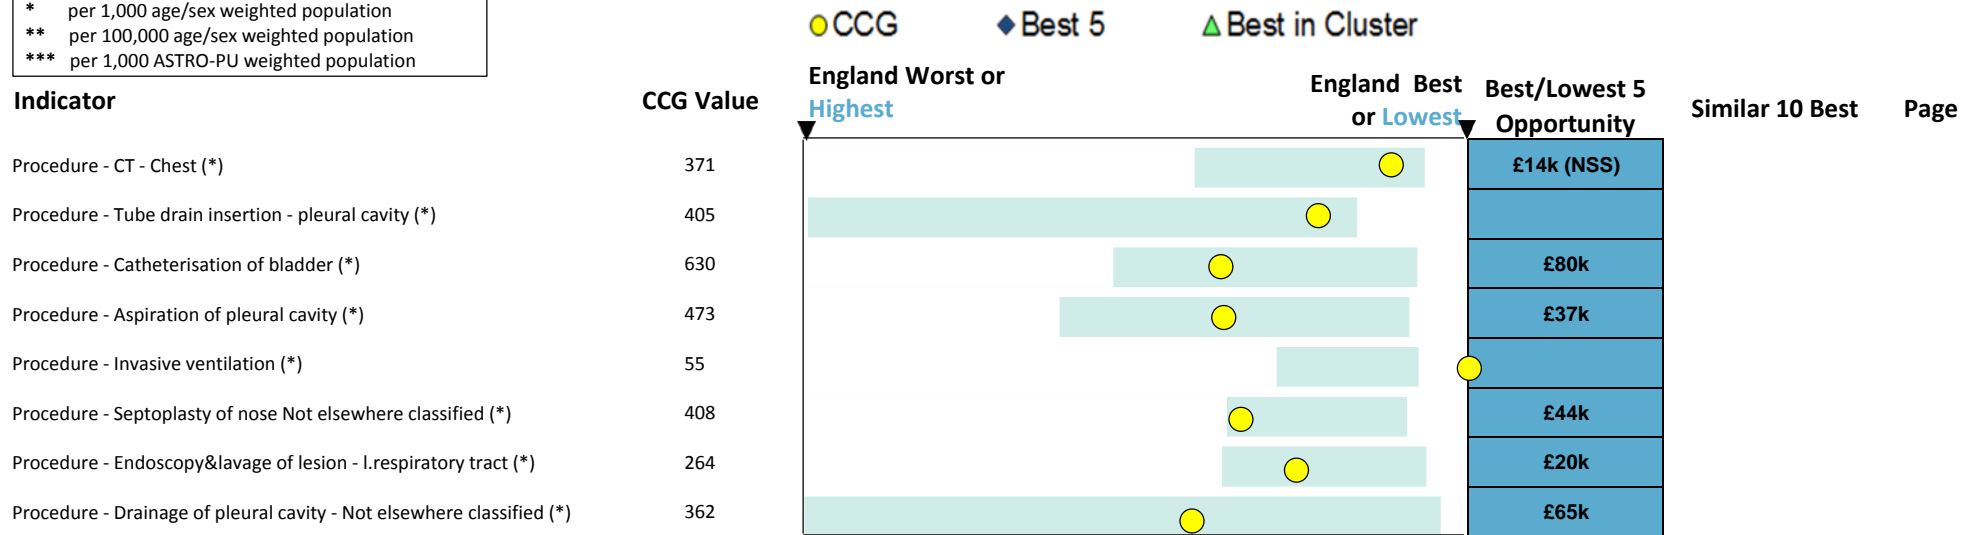 * per 1,000 age/sex weighted population
** per 100,000 age/sex weighted population
*** per 1,000 ASTRO-PU weighted population
CCG Best 5 Best in Cluster
Indicator CCG Value England Worst or Highest England Best or Lowest Best/Lowest 5 Opportunity Similar 10 Best Page
Procedure - CT - Chest (*) 371 £14k (NSS)
Procedure - Tube drain insertion - pleural cavity (*) 405
Procedure - Catheterisation of bladder (*) 630 £80k
Procedure - Aspiration of pleural cavity (*) 473 £37k
Procedure - Invasive ventilation (*) 55
Procedure - Septoplasty of nose Not elsewhere classified (*) 408 £44k
Procedure - Endoscopy&lavage of lesion - l.respiratory tract (*) 264 £20k
Procedure - Drainage of pleural cavity - Not elsewhere classified (*) 362 £65k